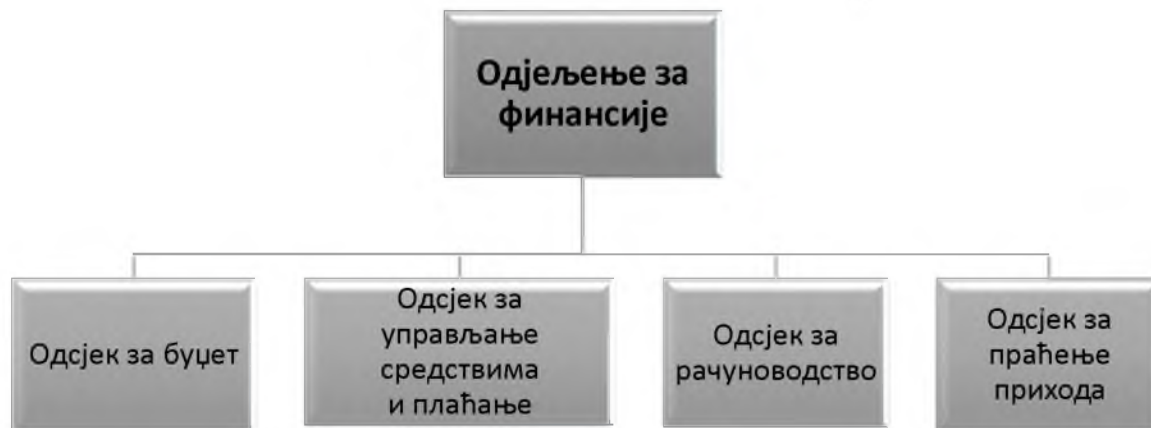 Одјељење за
финансије
Одсјек за буџет
Одсјек за
управљање
средствима
и плаћање
Одсјек за
рачуноводство
Одсјек за
праћење
прихода